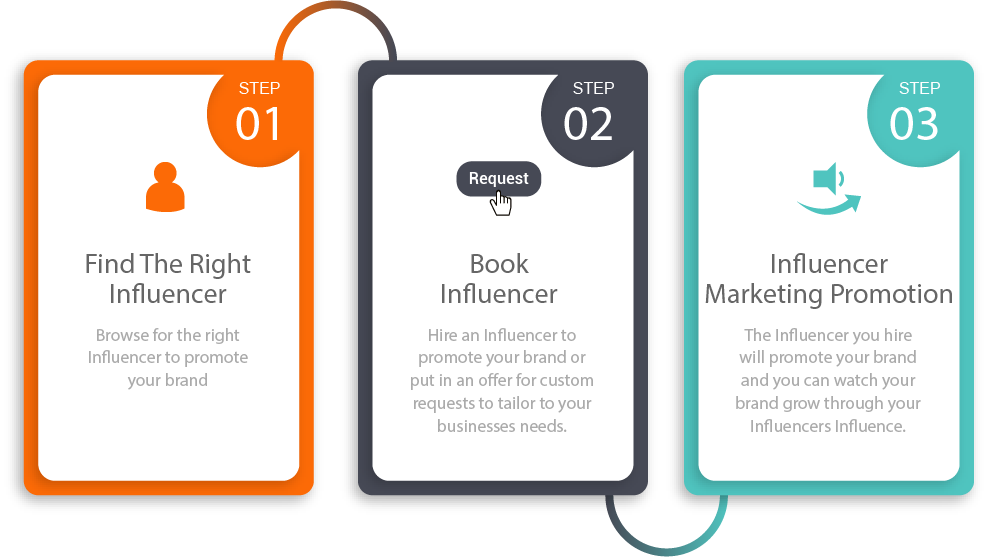 STEP
01
Find The Right
Influencer
Browse for the right
Influencer to promote
your brand
STEP
02
Request
Book
Influencer
Hire an Influencer to
promote your brand or
put in an offer for custom
requests to tailor to your
businesses needs.
STEP
03
Influencer
Marketing Promotion
The Influencer you hire
will promote your brand
and you can watch your
brand grow through your
Influencers Influence.